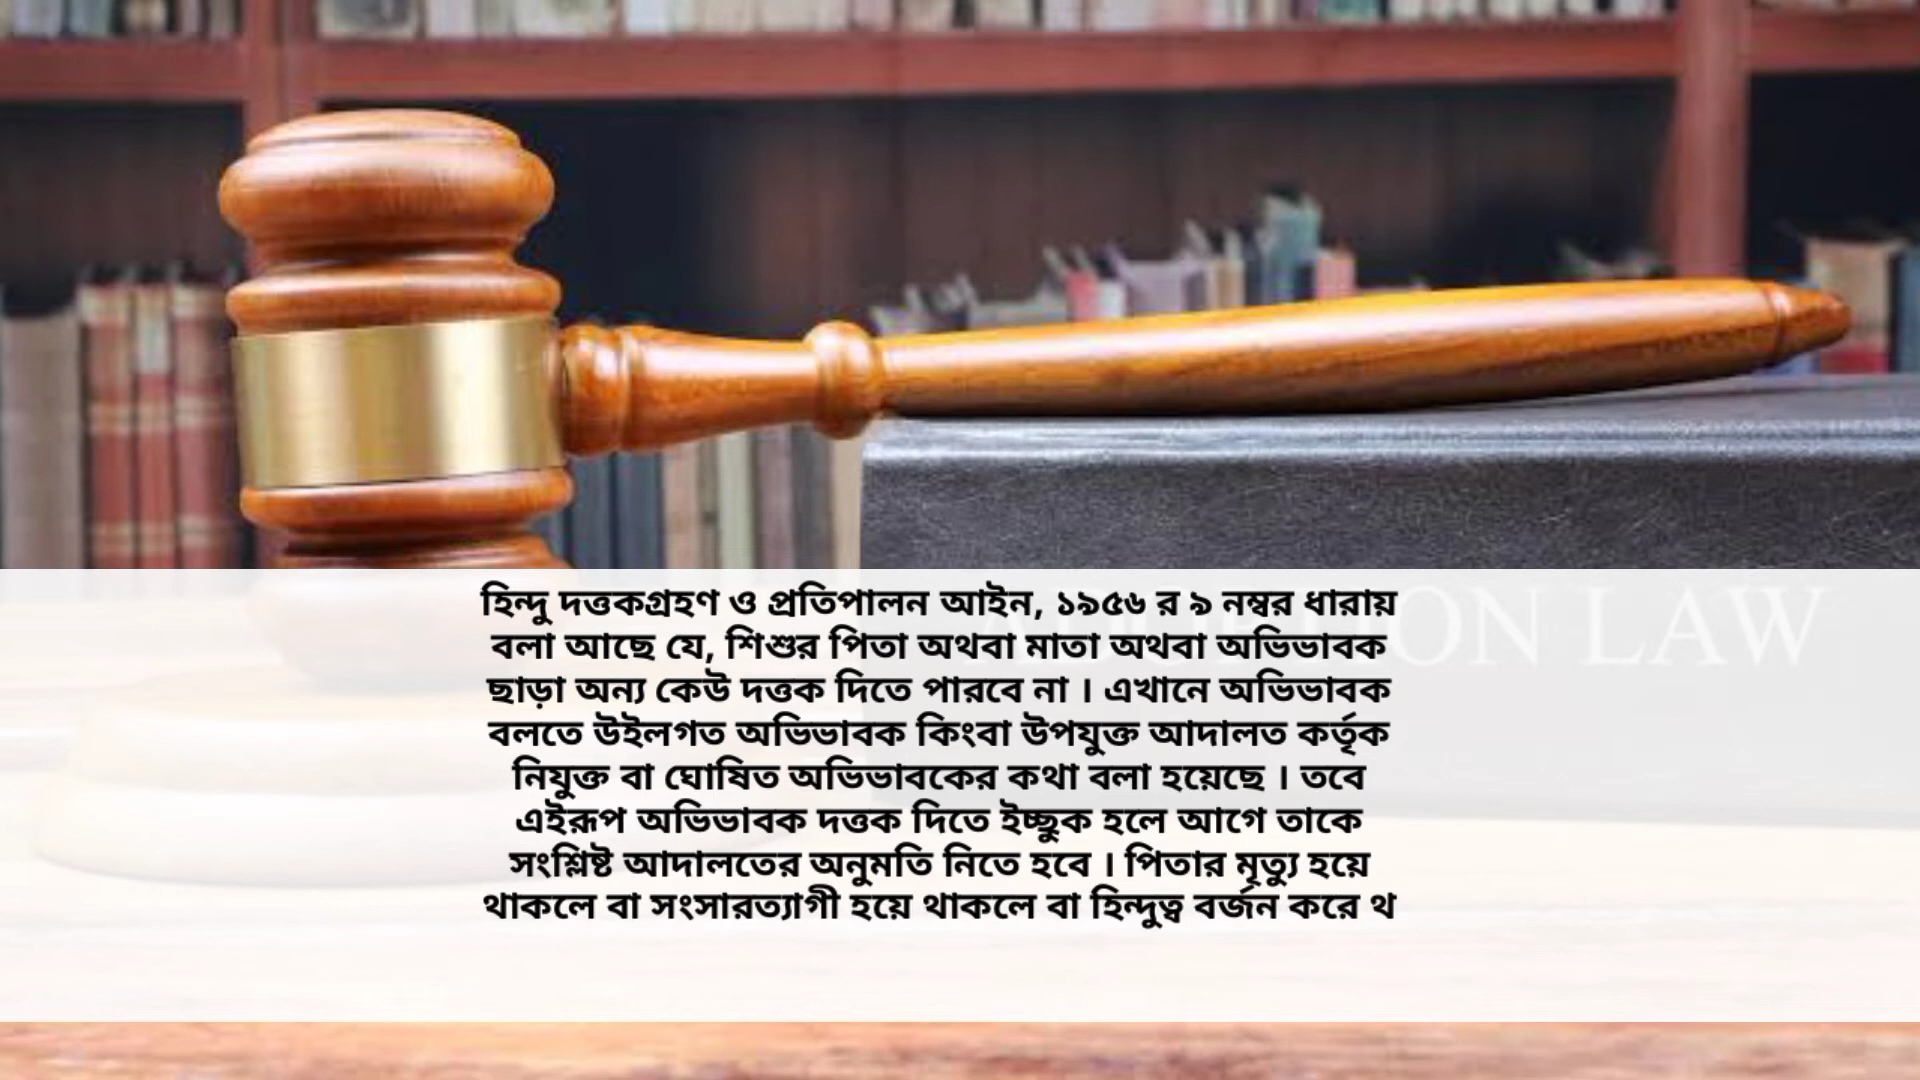 হিন্দু দত্তকগ্রহণ ও প্রতিপালন আইন, ১৯৫৬ র ৯ নম্বর ধারায়
বলা আছে যে, শিশুর পিতা অথবা মাতা অথবা অভিভাবক
ছাড়া অন্য কেউ দত্তক দিতে পারবে না । এখানে অভিভাবক
বলতে উইলগত অভিভাবক কিংবা উপযুক্ত আদালত কর্তৃক
নিযুক্ত বা ঘোষিত অভিভাবকের কথা বলা হয়েছে । তবে
এইরূপ অভিভাবক দত্তক দিতে ইচ্ছুক হলে আগে তাকে
সংশ্লিষ্ট আদালতের অনুমতি নিতে হবে । পিতার মৃত্যু হয়ে
থাকলে বা সংসারত্যাগী হয়ে থাকলে বা হিন্দুত্ব বর্জন করে থ
ADOPTION LAW